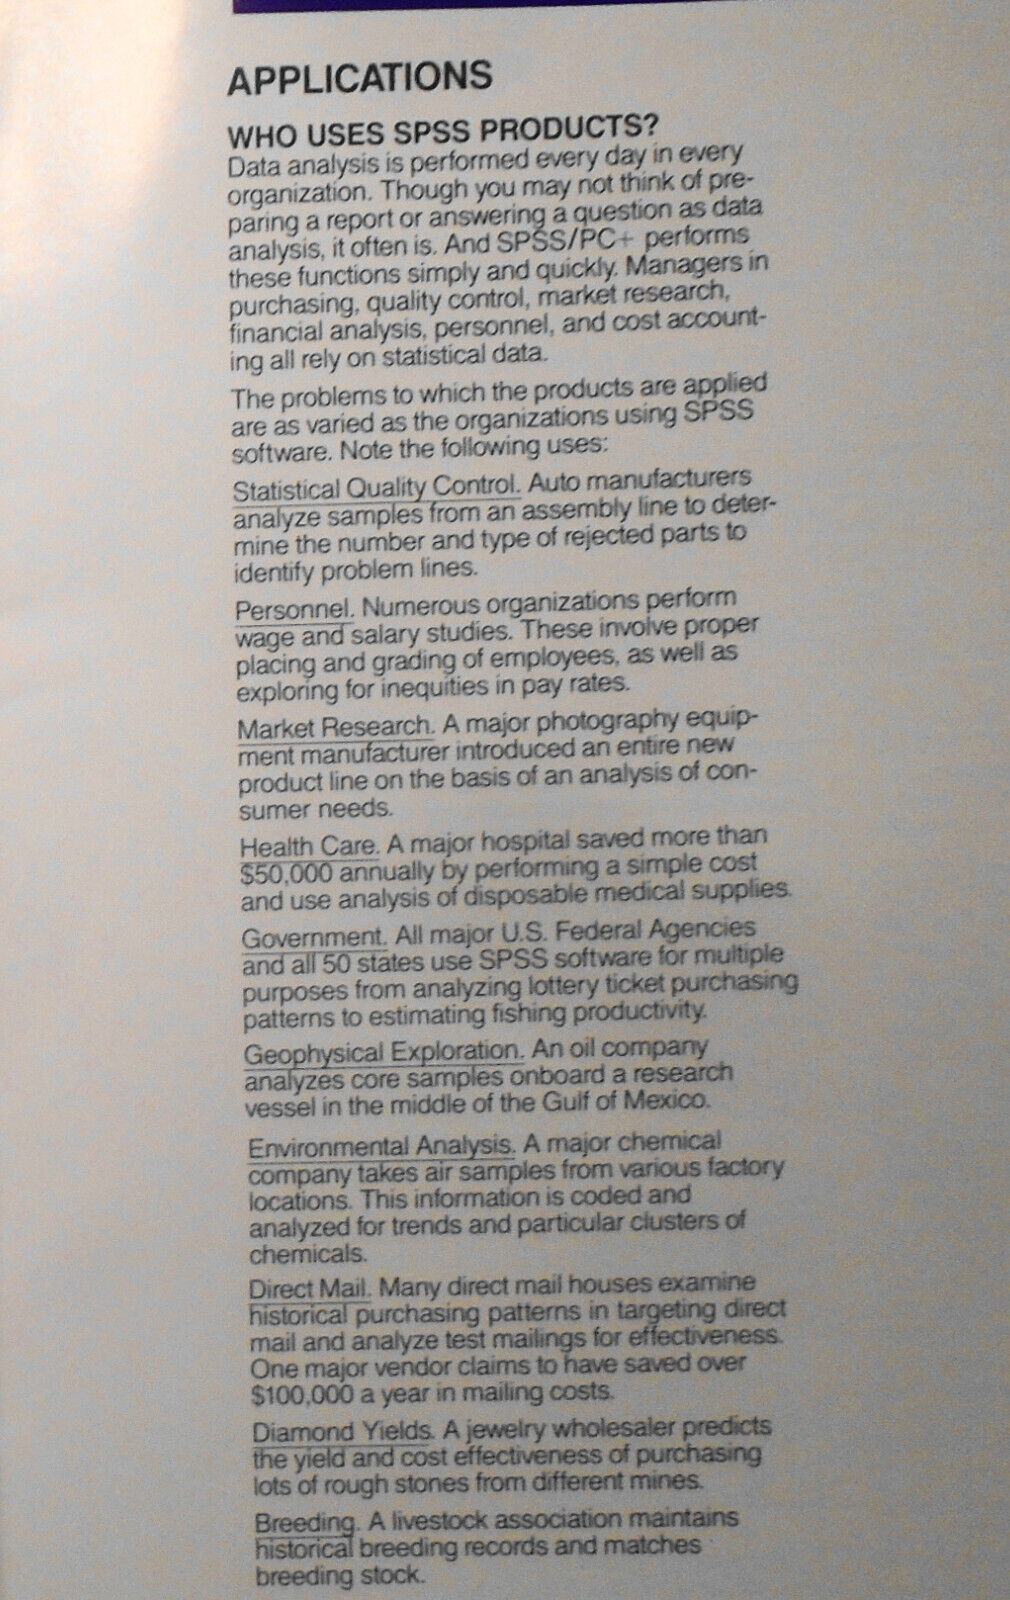 APPLICATIONS
WHO USES SPSS PRODUCTS?
Data analysis is performed every day in every
organization. Though you may not think of pre-
paring a report or answering a question as data
analysis, it often is. And SPSS/PC+ performs
these functions simply and quickly. Managers in
purchasing, quality control, market research,
financial analysis, personnel, and cost account-
ing all rely on statistical data.
The problems to which the products are applied
are as varied as the organizations using SPSS
software. Note the following uses:
Statistical Quality Control. Auto manufacturers
analyze samples from an assembly line to deter-
mine the number and type of rejected parts to
identify problem lines.
Personnel. Numerous organizations perform
wage and salary studies. These involve proper
placing and grading of employees, as well as
exploring for inequities in pay rates.
Market Research. A major photography equip-
ment manufacturer introduced an entire new
product line on the basis of an analysis of con-
sumer needs.
Health Care. A major hospital saved more than
$50,000 annually by performing a simple cost
and use analysis of disposable medical supplies.
Government. All major U.S. Federal Agencies
and all 50 states use SPSS software for multiple
purposes from analyzing lottery ticket purchasing
patterns to estimating fishing productivity.
Geophysical Exploration. An oil company
analyzes core samples onboard a research
vessel in the middle of the Gulf of Mexico.
Environmental Analysis. A major chemical
company takes air samples from various factory
locations. This information is coded and
analyzed for trends and particular clusters of
chemicals.
Direct Mail. Many direct mail houses examine
historical purchasing patterns in targeting direct
mail and analyze test mailings for effectiveness.
One major vendor claims to have saved over
$100,000 a year in mailing costs.
Diamond Yields. A jewelry wholesaler predicts
the yield and cost effectiveness of purchasing
lots of rough stones from different mines.
Breeding. A livestock association maintains
historical breeding records and matches
breeding stock.